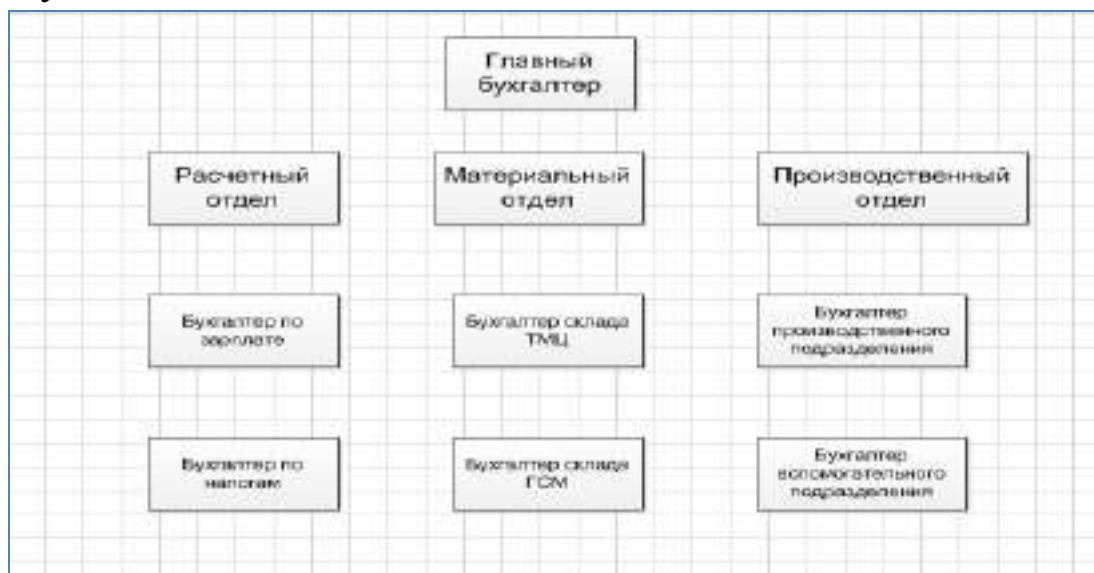 Главный
бухгалтер
Расчетный
отдел
Материальный
отдел
Производственный
отдел
Бухгалтер по
зарплате
Бухгалтер склада
ТМЦ
Бухгалтер
производственного
подразделения
Бухгалтер по
налогам
Бухгалтер склада
ГСМ
Бухгалтер
вспомогательного
подразделения